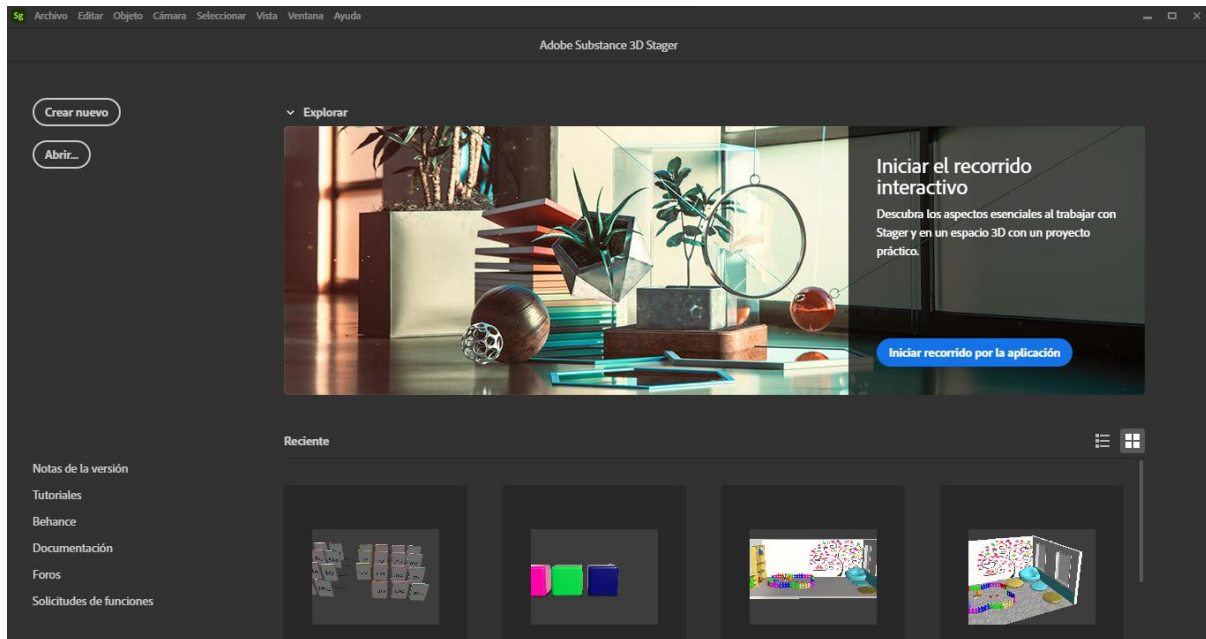 Sg Archivo Editar Objeto Cámara Seleccionar Vista Ventana Ayuda
Adobe Substance 3D Stager
Crear nuevo
Abrir...
Explorar
Iniciar el recorrido
interactivo
Descubra los aspectos esenciales al trabajar con
Stager y en un espacio 3D con un proyecto
práctico.
Iniciar recorrido por la aplicación
Reciente
Notas de la versión
Tutoriales
Behance
Documentación
Foros
Solicitudes de funciones